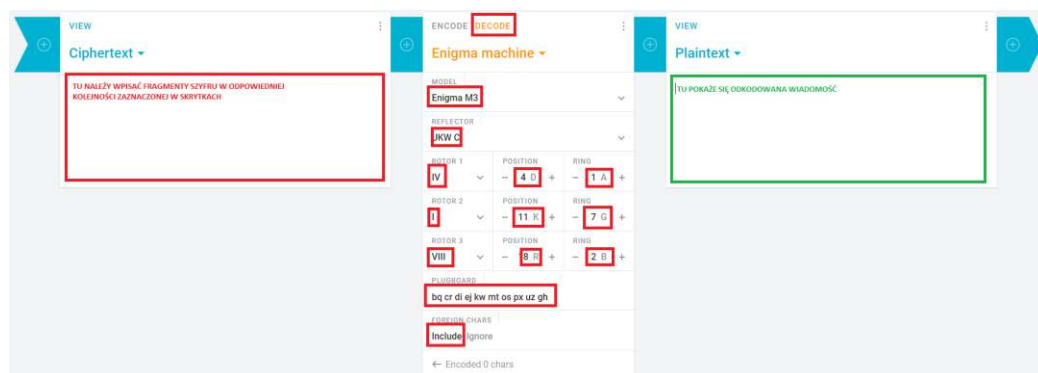 VIEW
Ciphertext
TU NALEŻY WPISAĆ FRAGMENTY SZYFRU W ODPOWIEDNIEJ
KOLEJNOŚCI ZAZNACZONEJ W SKRYTKACH
ENCODE DECODE
Enigma machine
MODEL
Enigma M3
REFLECTOR
UKW C
ROTOR 1 POSITION RING
IV − 4 D + − 1 A +
ROTOR 2 POSITION RING
I − 11 K + − 7 G +
ROTOR 3 POSITION RING
VIII − 18 R + − 2 B +
PLUGBOARD
bq cr di ej kw mt os px uz gh
FOREIGN CHARS
Include Ignore
← Encoded 0 chars
VIEW
Plaintext
TU POKAŻE SIĘ ODKODOWANA WIADOMOŚĆ